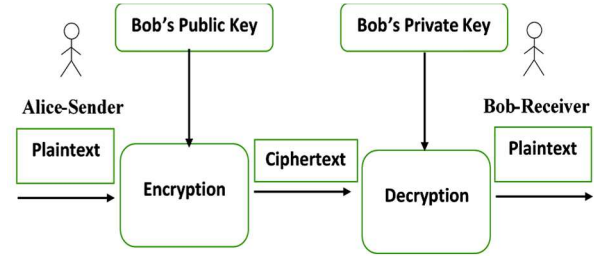 Bob's Public Key
Bob's Private Key
Alice-Sender
Bob-Receiver
Plaintext
Encryption
Ciphertext
Decryption
Plaintext